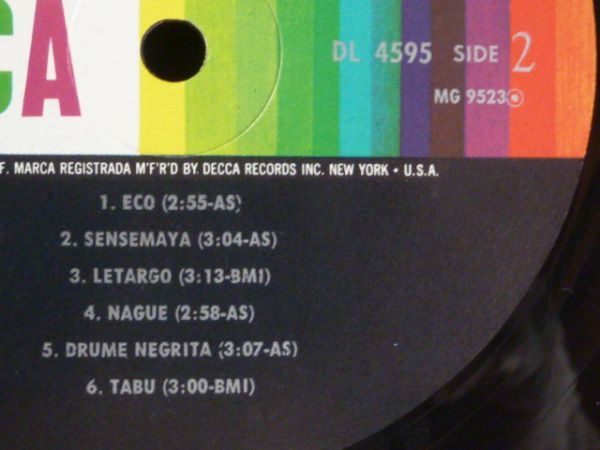 CA
DL 4595 SIDE 2
MG 9523
F. MARCA REGISTRADA M'F'R'D BY DECCA RECORDS INC. NEW YORK • U.S.A.
1. ECO (2:55-AS)
2. SENSEMAYA (3:04-AS)
3. LETARGO (3:13-BMI)
4. NAGUE (2:58-AS)
5. DRUME NEGRITA (3:07-AS)
6. TABU (3:00-BMI)